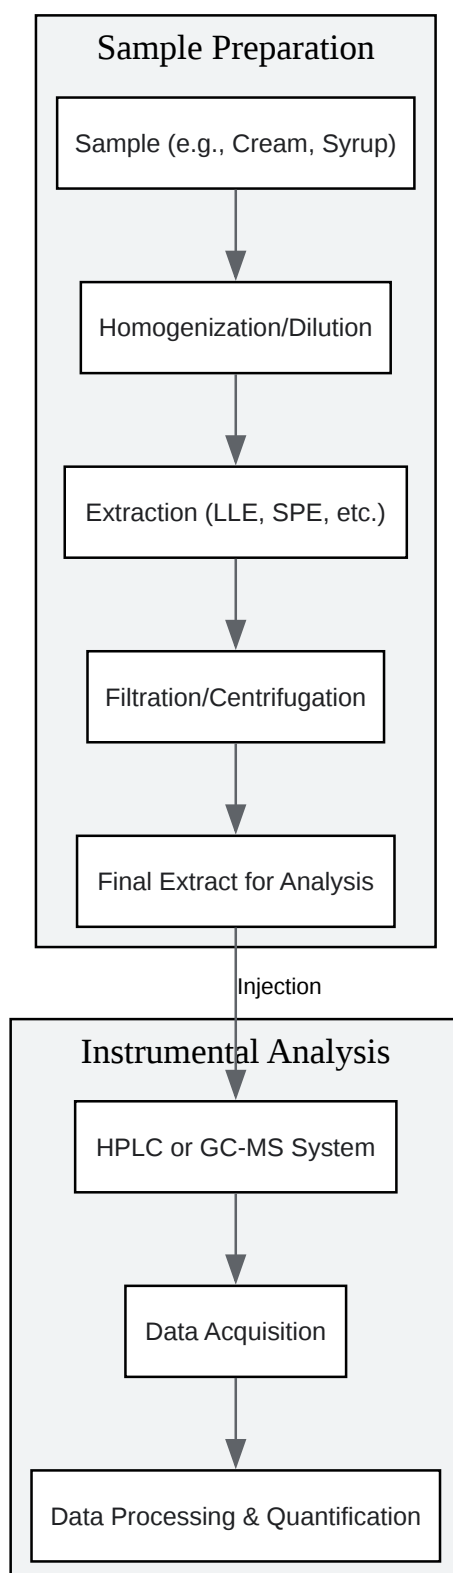 Sample Preparation
Sample (e.g., Cream, Syrup)
Homogenization/Dilution
Extraction (LLE, SPE, etc.)
Filtration/Centrifugation
Final Extract for Analysis
Injection
Instrumental Analysis
HPLC or GC-MS System
Data Acquisition
Data Processing & Quantification